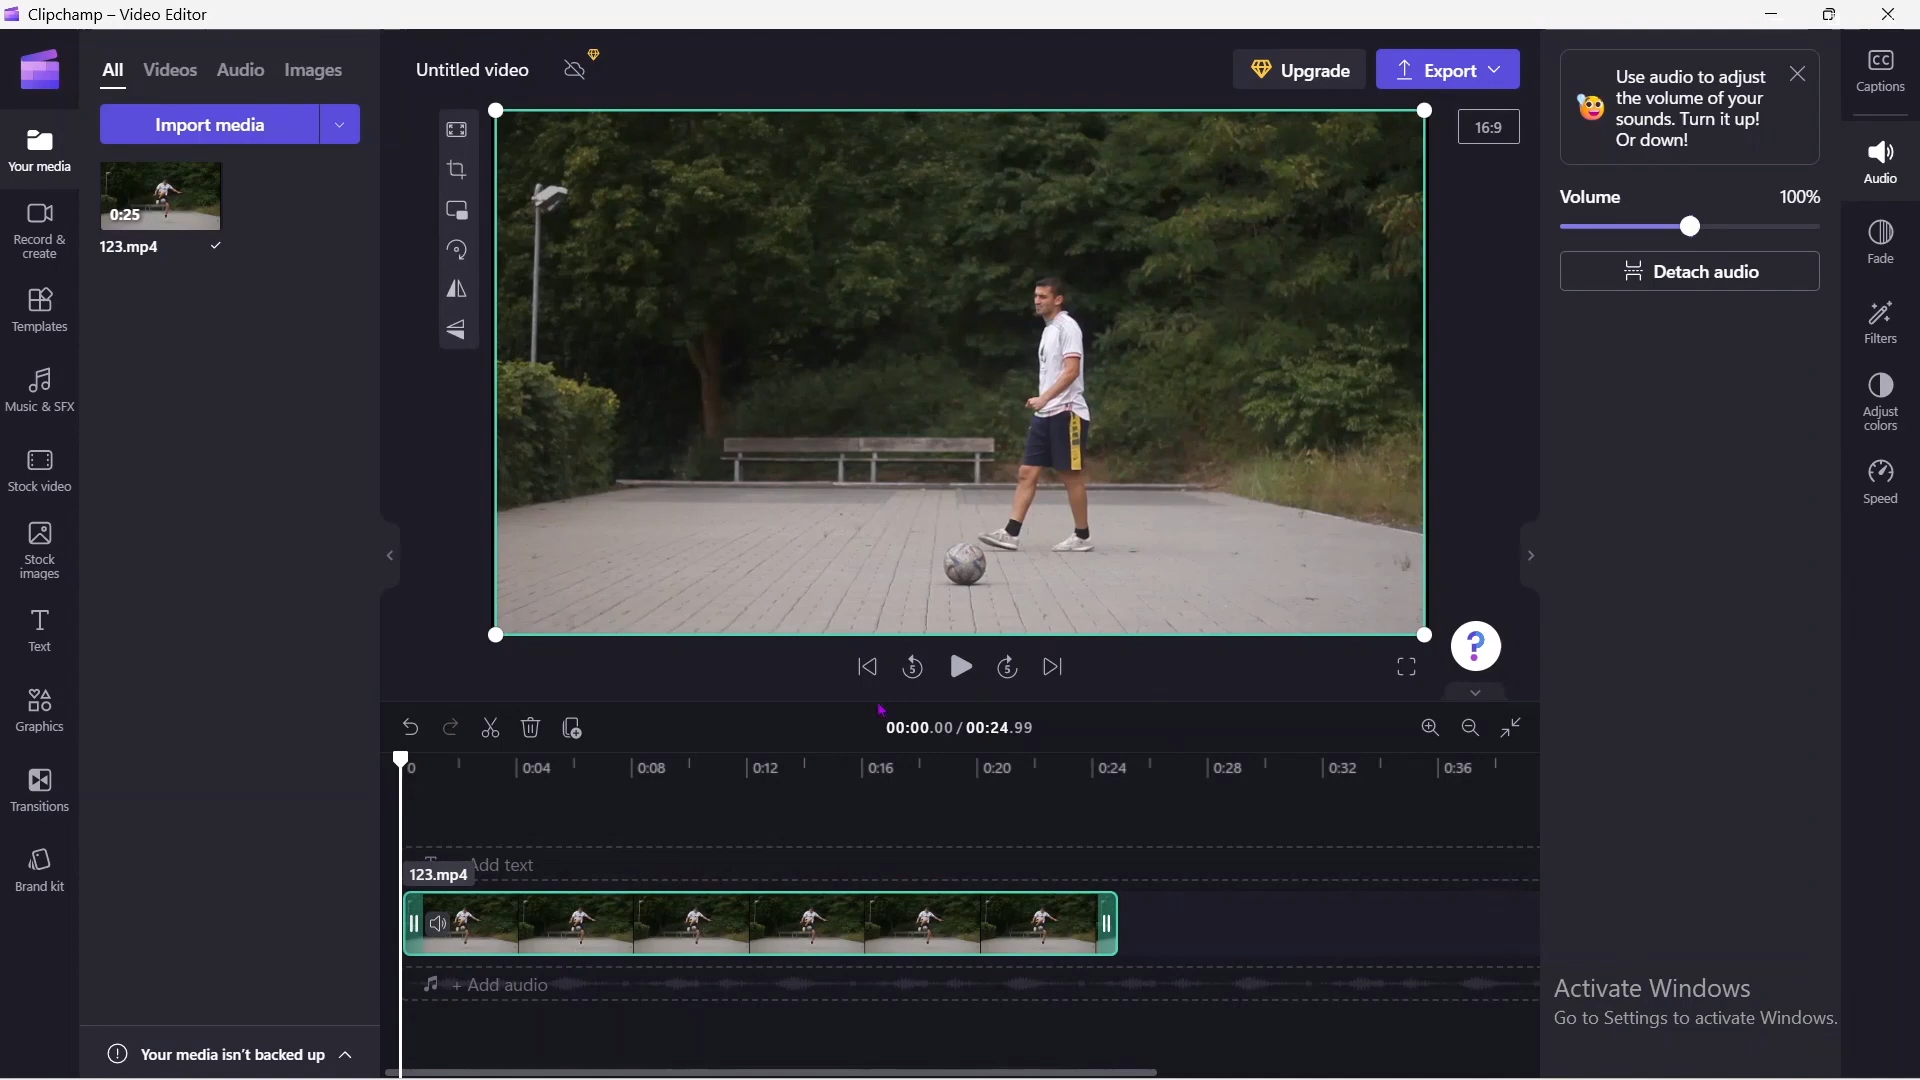 Clipchamp – Video Editor
All Videos Audio Images
Import media
0:25
123.mp4
Your media
Record &
create
Templates
Music & SFX
Stock video
Stock
images
Text
Graphics
Transitions
Brand kit
Your media isn't backed up
Untitled video
Upgrade
Export
16:9
5
5
?
00:00.00 / 00:24.99
0 0:04 0:08 0:12 0:16 0:20 0:24 0:28 0:32 0:36
Add text
123.mp4
+ Add audio
Use audio to adjust
the volume of your
sounds. Turn it up!
Or down!
Volume 100%
Detach audio
CC
Captions
Audio
Fade
Filters
Adjust
colors
Speed
Activate Windows
Go to Settings to activate Windows.